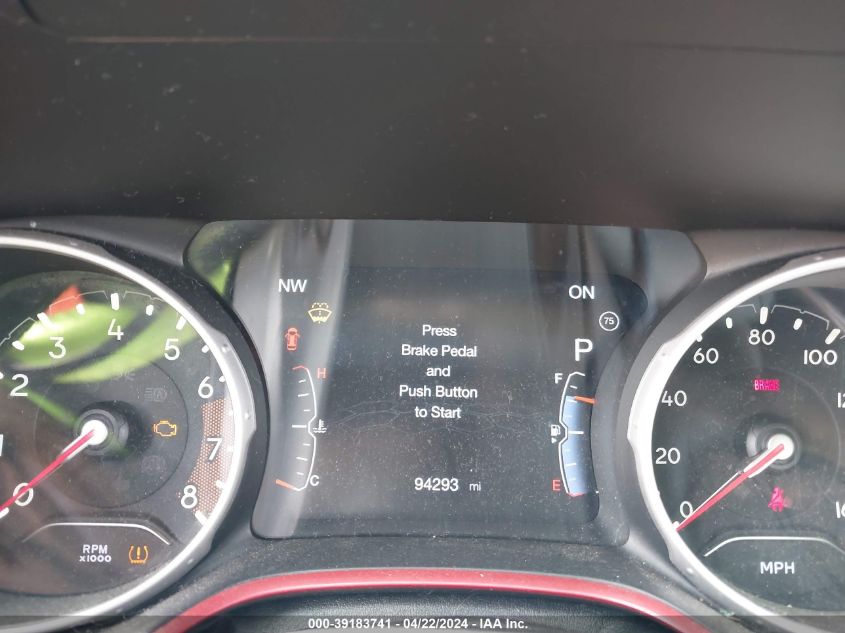 NW
ON
75
Press
Brake Pedal
and
Push Button
to Start
P
H
C
F
E
94293 mi
0
2
3
4
5
6
7
8
RPM
x1000
0
20
40
60
80
100
BRAKE
MPH
000-39183741 / 04/22/2024 - IAA Inc.